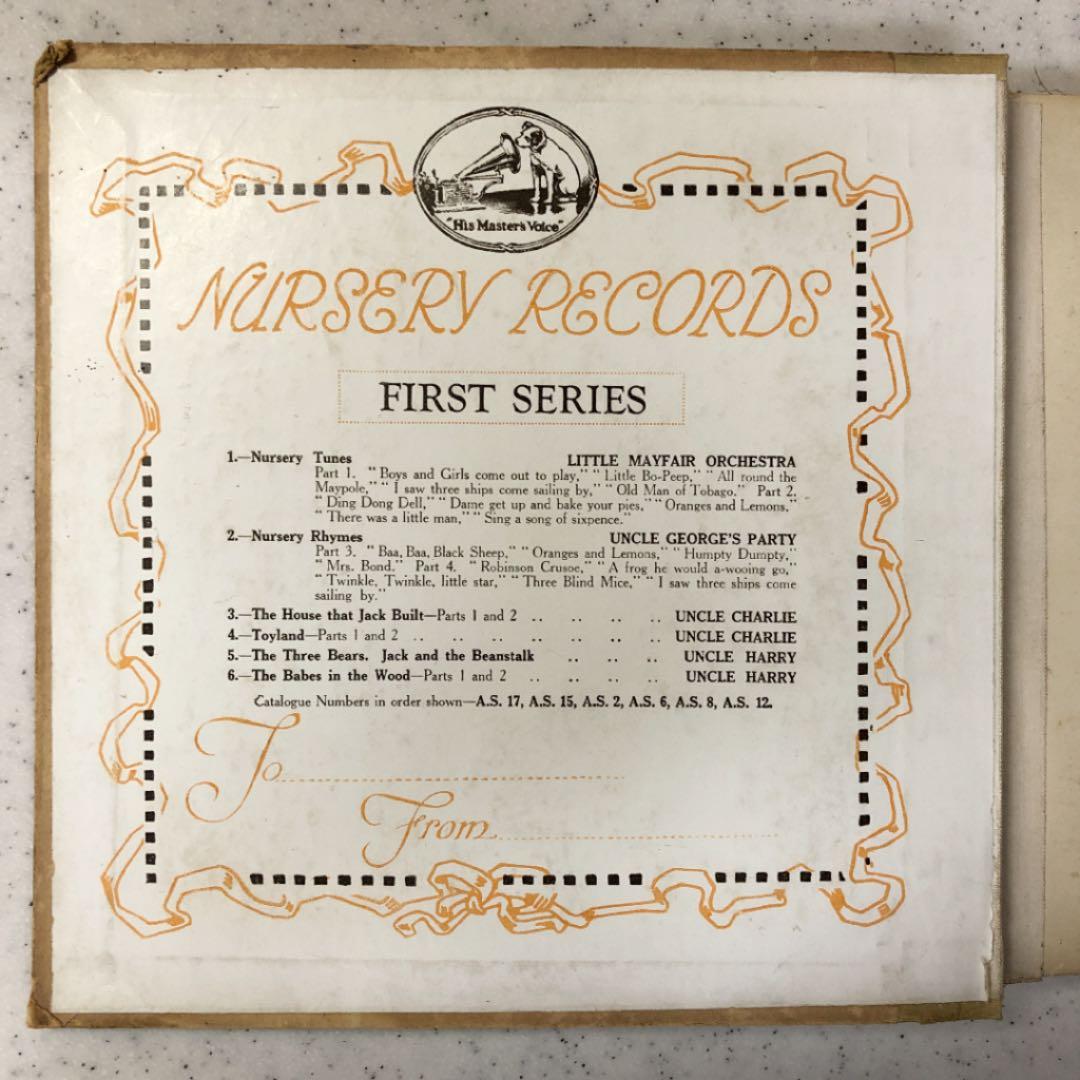 "His Master's Voice"
NURSERY RECORDS
FIRST SERIES
1.—Nursery Tunes LITTLE MAYFAIR ORCHESTRA
Part 1. "Boys and Girls come out to play," "Little Bo-Peep," "All round the
Maypole," "I saw three ships come sailing by," "Old Man of Tobago." Part 2.
"Ding Dong Dell," "Dame get up and bake your pies," "Oranges and Lemons,"
"There was a little man," "Sing a song of sixpence."
2.—Nursery Rhymes UNCLE GEORGE'S PARTY
Part 3. "Baa, Baa, Black Sheep," "Oranges and Lemons," "Humpty Dumpty,"
"Mrs. Bond." Part 4. "Robinson Crusoe," "A frog he would a-wooing go,"
"Twinkle, Twinkle, little star," "Three Blind Mice," "I saw three ships come
sailing by."
3.—The House that Jack Built—Parts 1 and 2 .. .. .. .. UNCLE CHARLIE
4.—Toyland—Parts 1 and 2 .. .. .. .. .. .. .. UNCLE CHARLIE
5.—The Three Bears. Jack and the Beanstalk .. .. .. UNCLE HARRY
6.—The Babes in the Wood—Parts 1 and 2 .. .. .. .. UNCLE HARRY
Catalogue Numbers in order shown—A.S. 17, A.S. 15, A.S. 2, A.S. 6, A.S. 8, A.S. 12.
To
From